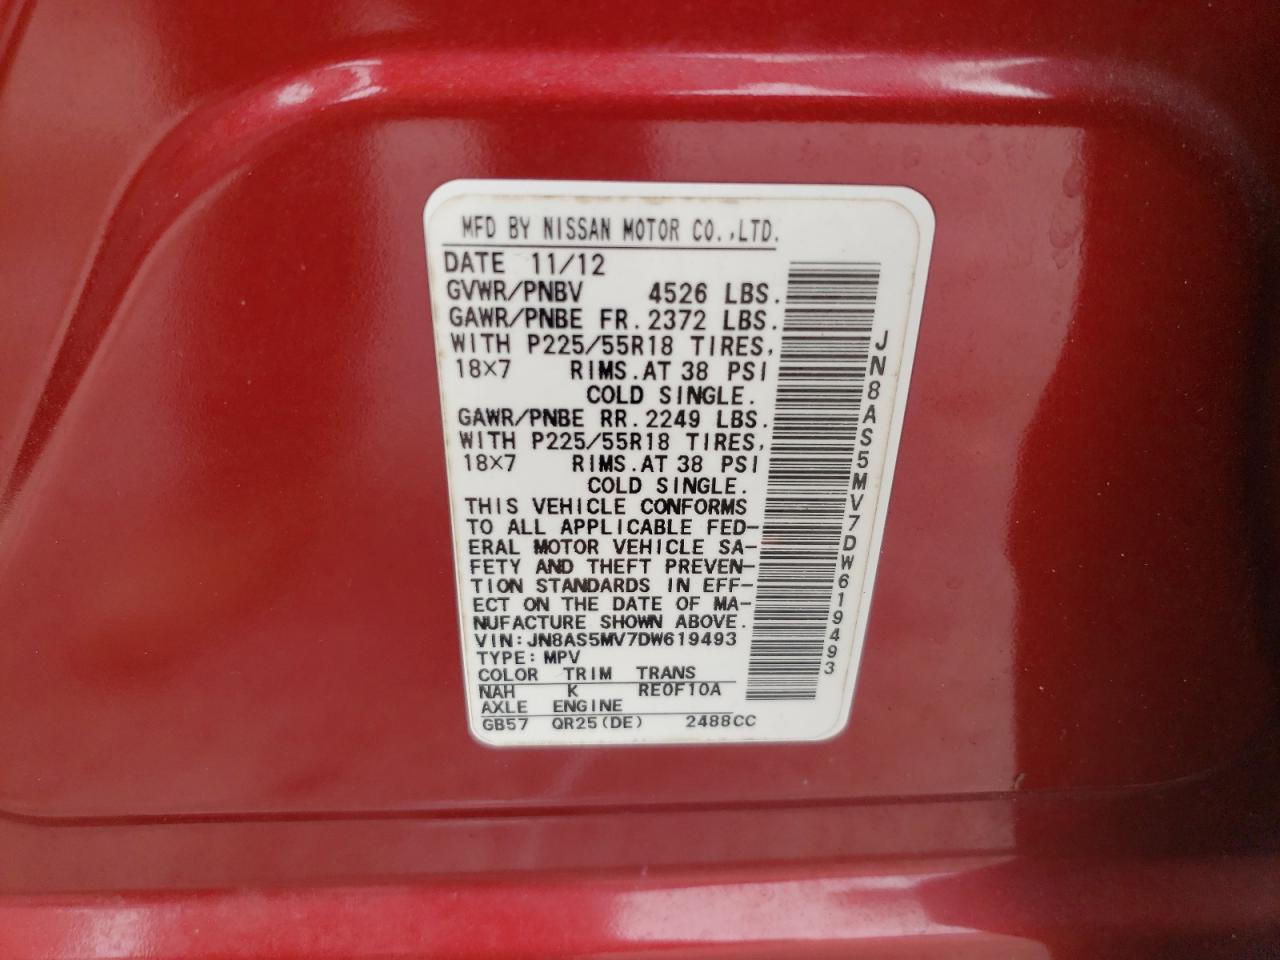 MFD BY NISSAN MOTOR CO.,LTD.
DATE 11/12
GVWR/PNBV 4526 LBS.
GAWR/PNBE FR.2372 LBS.
WITH P225/55R18 TIRES,
18×7 RIMS.AT 38 PSI
COLD SINGLE.
GAWR/PNBE RR.2249 LBS.
WITH P225/55R18 TIRES,
18×7 RIMS.AT 38 PSI
COLD SINGLE.
THIS VEHICLE CONFORMS
TO ALL APPLICABLE FED-
ERAL MOTOR VEHICLE SA-
FETY AND THEFT PREVEN-
TION STANDARDS IN EFF-
ECT ON THE DATE OF MA-
NUFACTURE SHOWN ABOVE.
VIN:JN8AS5MV7DW619493
TYPE:MPV
COLOR TRIM TRANS
NAH K RE0F10A
AXLE ENGINE
GB57 QR25(DE) 2488CC
JN8AS5MV7DW619493